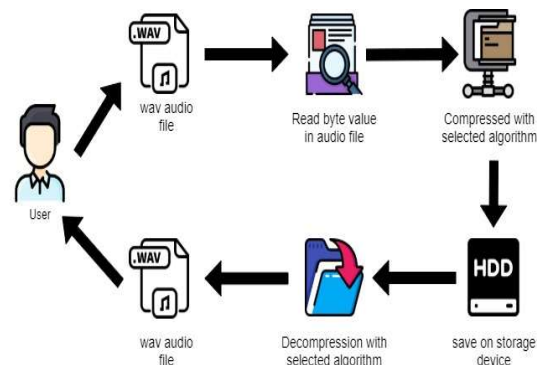 .WAV
wav audio
file
Read byte value
in audio file
Compressed with
selected algorithm
User
HDD
save on storage
device
Decompression with
selected algorithm
.WAV
wav audio
file